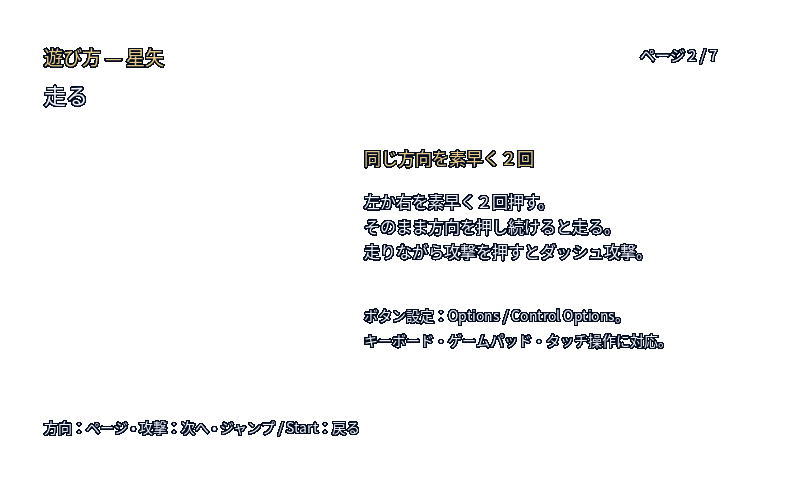 遊び方 — 星矢
ページ 2 / 7
走る
同じ方向を素早く２回
左か右を素早く２回押す。
そのまま方向を押し続けると走る。
走りながら攻撃を押すとダッシュ攻撃。
ボタン設定：Options / Control Options。
キーボード・ゲームパッド・タッチ操作に対応。
方向：ページ・攻撃：次へ・ジャンプ / Start：戻る